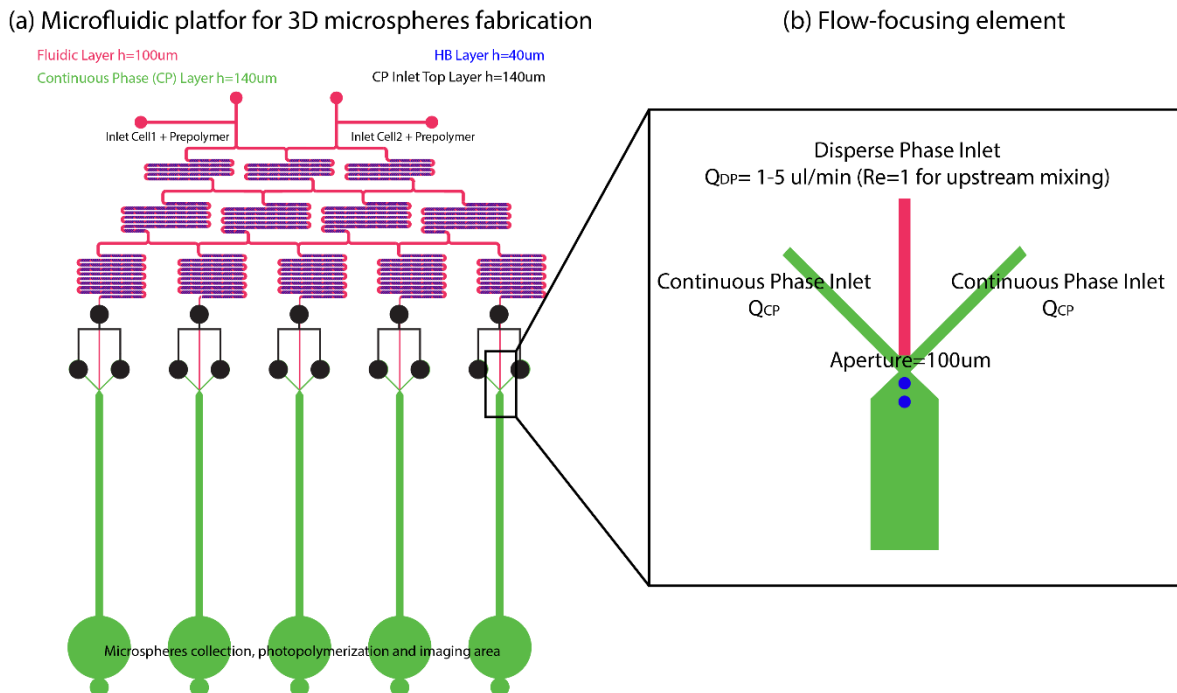 (a) Microfluidic platfor for 3D microspheres fabrication
Fluidic Layer h=100um
HB Layer h=40um
Continuous Phase (CP) Layer h=140um
CP Inlet Top Layer h=140um
Inlet Cell1 + Prepolymer
Inlet Cell2 + Prepolymer
Microspheres collection, photopolymerization and imaging area
(b) Flow-focusing element
Disperse Phase Inlet
QDP= 1-5 ul/min (Re=1 for upstream mixing)
Continuous Phase Inlet
QCP
Continuous Phase Inlet
QCP
Aperture=100um